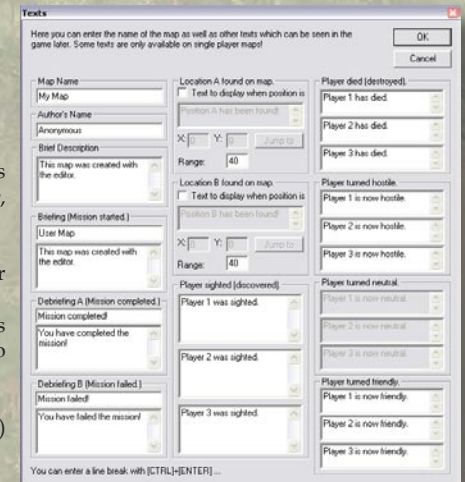 Texts
Here you can enter the name of the map as well as other texts which can be seen in the
game later. Some texts are only available on single player maps!
OK
Cancel
Map Name
My Map
Author's Name
Anonymous
Brief Description
This map was created with
the editor.
Briefing (Mission started.)
User Map
This map was created with
the editor.
Debriefing A (Mission completed.)
Mission completed!
You have completed the
mission!
Debriefing B (Mission failed.)
Mission failed!
You have failed the mission!
Location A found on map.
Text to display when position is
Position A has been found!
X: 0 Y: 0 Jump to
Range: 40
Location B found on map.
Text to display when position is
Position B has been found!
X: 0 Y: 0 Jump to
Range: 40
Player sighted (discovered).
Player 1 was sighted.
Player 2 was sighted.
Player 3 was sighted.
Player died (destroyed).
Player 1 has died.
Player 2 has died.
Player 3 has died.
Player turned hostile.
Player 1 is now hostile.
Player 2 is now hostile.
Player 3 is now hostile.
Player turned neutral.
Player 1 is now neutral.
Player 2 is now neutral.
Player 3 is now neutral.
Player turned friendly.
Player 1 is now friendly.
Player 2 is now friendly.
Player 3 is now friendly.
You can enter a line break with [CTRL]+[ENTER] ...